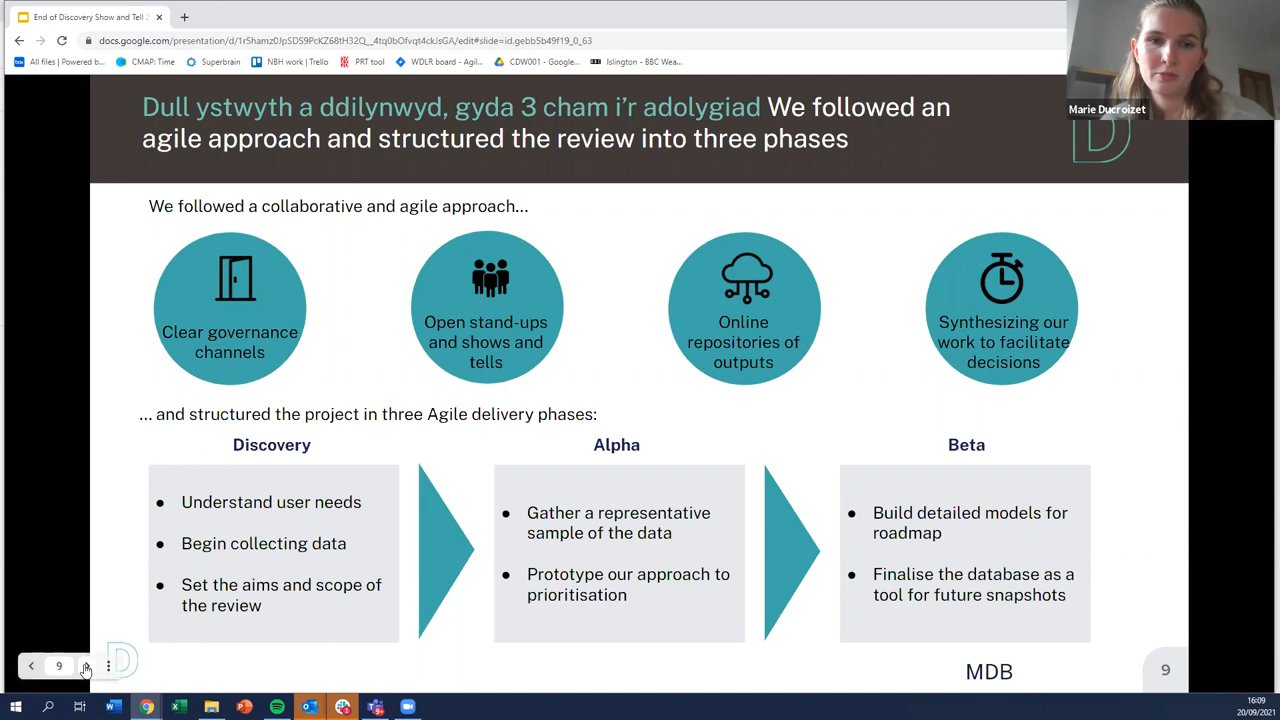 End of Discovery Show and Tell 2
docs.google.com/presentation/d/1r5hamz0JpSDS9PcKZ68tH32Q__4tq0bOfvqt4ckJsGA/edit#slide=id.gebb5b49f19_0_63
All files | Powered b... CMAP: Time Superbrain NBH work | Trello PRT tool WDLR board - Agil... CDW001 - Google... Islington - BBC Wea...
Marie Ducroizet
Dull ystwyth a ddilynwyd, gyda 3 cham i'r adolygiad We followed an
agile approach and structured the review into three phases
D
We followed a collaborative and agile approach...
Clear governance
channels
Open stand-ups
and shows and
tells
Online
repositories of
outputs
Synthesizing our
work to facilitate
decisions
... and structured the project in three Agile delivery phases:
Discovery
● Understand user needs
● Begin collecting data
● Set the aims and scope of
the review
Alpha
● Gather a representative
sample of the data
● Prototype our approach to
prioritisation
Beta
● Build detailed models for
roadmap
● Finalise the database as a
tool for future snapshots
9
D
MDB
9
16:09
20/09/2021